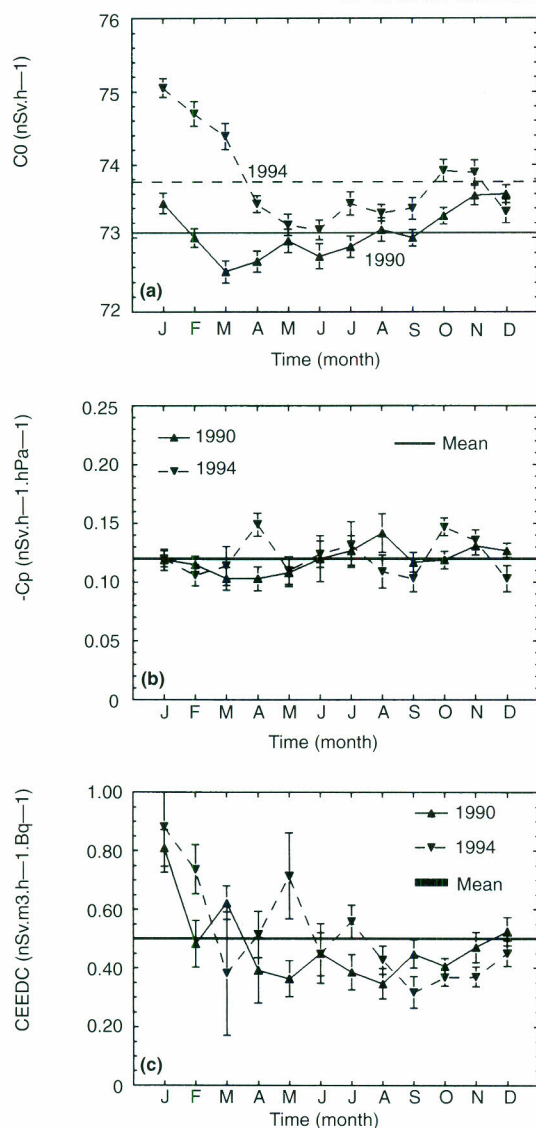 76
75
74
73
72
C0 (nSv.h—1)
1994
1990
(a)
J F M A M J J A S O N D
Time (month)
0.25
0.20
0.15
0.10
0.05
0
-Cp (nSv.h—1.hPa—1)
1990
1994
Mean
(b)
J F M A M J J A S O N D
Time (month)
1.00
0.80
0.60
0.40
0.20
0
CEEDC (nSv.m3.h—1.Bq—1)
1990
1994
Mean
(c)
J F M A M J J A S O N D
Time (month)